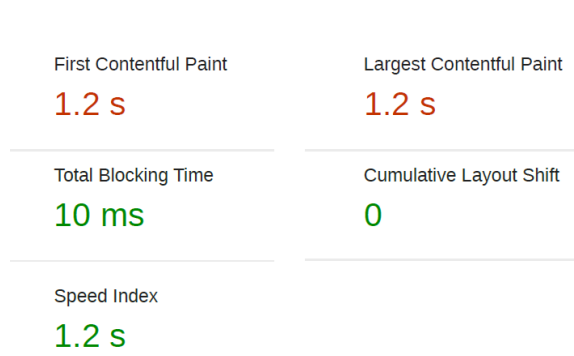 First Contentful Paint
1.2 s
Largest Contentful Paint
1.2 s
Total Blocking Time
10 ms
Cumulative Layout Shift
0
Speed Index
1.2 s